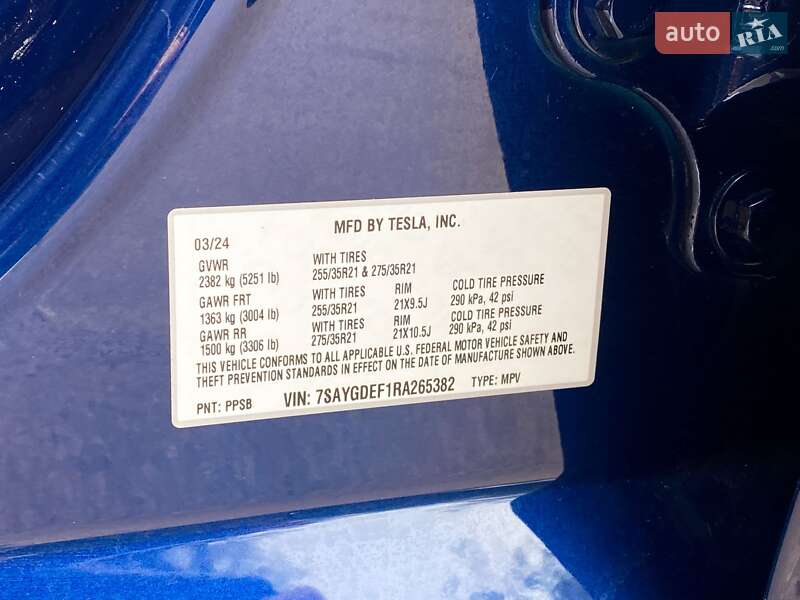 auto RIA .com
MFD BY TESLA, INC.
03/24
GVWR WITH TIRES
2382 kg (5251 lb) 255/35R21 & 275/35R21
GAWR FRT WITH TIRES RIM COLD TIRE PRESSURE
1363 kg (3004 lb) 255/35R21 21X9.5J 290 kPa, 42 psi
GAWR RR WITH TIRES RIM COLD TIRE PRESSURE
1500 kg (3306 lb) 275/35R21 21X10.5J 290 kPa, 42 psi
THIS VEHICLE CONFORMS TO ALL APPLICABLE U.S. FEDERAL MOTOR VEHICLE SAFETY AND
THEFT PREVENTION STANDARDS IN EFFECT ON THE DATE OF MANUFACTURE SHOWN ABOVE.
PNT: PPSB VIN: 7SAYGDEF1RA265382 TYPE: MPV